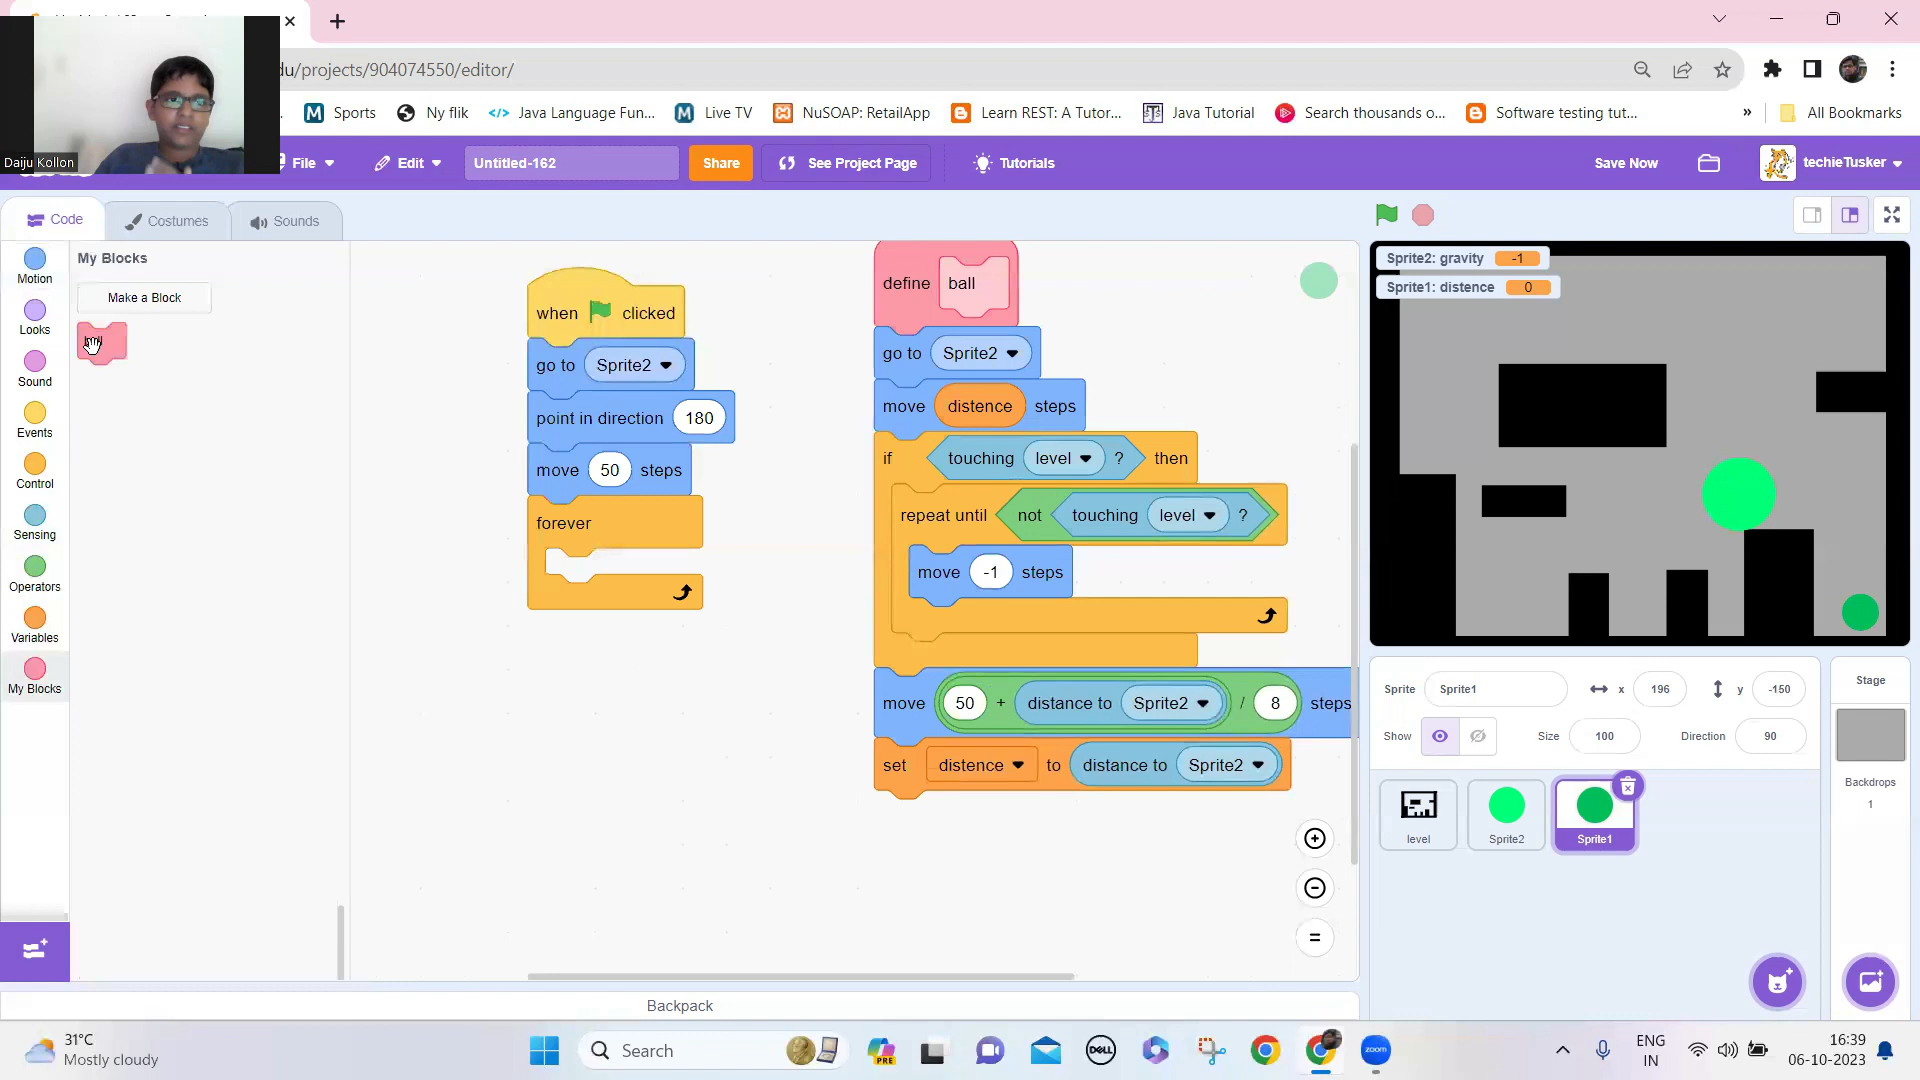 du/projects/904074550/editor/
Sports
Ny flik
Java Language Fun...
Live TV
NuSOAP: RetailApp
Learn REST: A Tutor...
Java Tutorial
Search thousands o...
Software testing tut...
»
All Bookmarks
Daiju Kollon
File
Edit
Untitled-162
Share
See Project Page
Tutorials
Save Now
techieTusker
Code
Costumes
Sounds
Motion
Looks
Sound
Events
Control
Sensing
Operators
Variables
My Blocks
My Blocks
Make a Block
when clicked
go to Sprite2
point in direction 180
move 50 steps
forever
define ball
go to Sprite2
move distence steps
if touching level ? then
repeat until not touching level ?
move -1 steps
move 50 + distance to Sprite2 / 8 steps
set distence to distance to Sprite2
Sprite2: gravity -1
Sprite1: distence 0
Sprite Sprite1 x 196 y -150
Show Size 100 Direction 90
level
Sprite2
Sprite1
Stage
Backdrops
1
Backpack
31°C
Mostly cloudy
Search
PRE
DELL
zoom
ENG
IN
16:39
06-10-2023